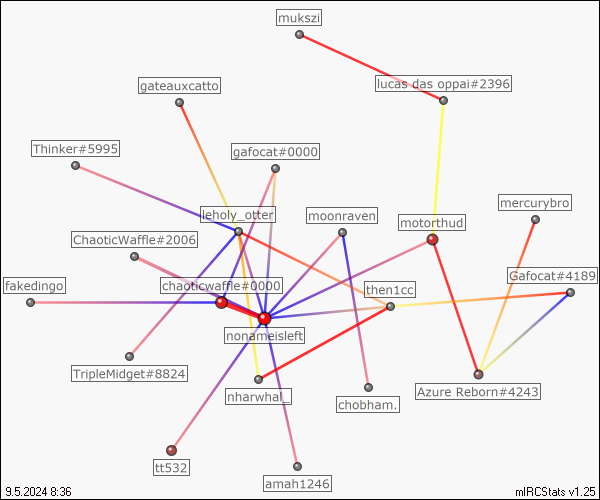 mukszi
lucas das oppai#2396
gateauxcatto
Thinker#5995
gafocat#0000
mercurybro
leholy_otter
moonraven
motorthud
ChaoticWaffle#2006
Gafocat#4189
fakedingo
chaoticwaffle#0000
then1cc
nonameisleft
TripleMidget#8824
nharwhal_
chobham.
Azure Reborn#4243
tt532
amah1246
9.5.2024 8:36
mIRCStats v1.25